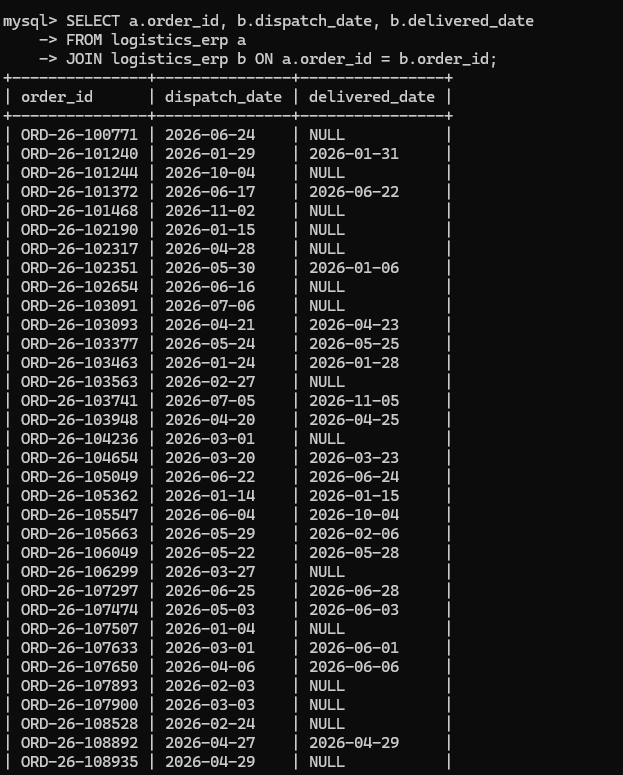 mysql> SELECT a.order_id, b.dispatch_date, b.delivered_date
    -> FROM logistics_erp a
    -> JOIN logistics_erp b ON a.order_id = b.order_id;
+--------------+---------------+----------------+
| order_id     | dispatch_date | delivered_date |
+--------------+---------------+----------------+
| ORD-26-100771 | 2026-06-24    | NULL           |
| ORD-26-101240 | 2026-01-29    | 2026-01-31     |
| ORD-26-101244 | 2026-10-04    | NULL           |
| ORD-26-101372 | 2026-06-17    | 2026-06-22     |
| ORD-26-101468 | 2026-11-02    | NULL           |
| ORD-26-102190 | 2026-01-15    | NULL           |
| ORD-26-102317 | 2026-04-28    | NULL           |
| ORD-26-102351 | 2026-05-30    | 2026-01-06     |
| ORD-26-102654 | 2026-06-16    | NULL           |
| ORD-26-103091 | 2026-07-06    | NULL           |
| ORD-26-103093 | 2026-04-21    | 2026-04-23     |
| ORD-26-103377 | 2026-05-24    | 2026-05-25     |
| ORD-26-103463 | 2026-01-24    | 2026-01-28     |
| ORD-26-103563 | 2026-02-27    | NULL           |
| ORD-26-103741 | 2026-07-05    | 2026-11-05     |
| ORD-26-103948 | 2026-04-20    | 2026-04-25     |
| ORD-26-104236 | 2026-03-01    | NULL           |
| ORD-26-104654 | 2026-03-20    | 2026-03-23     |
| ORD-26-105049 | 2026-06-22    | 2026-06-24     |
| ORD-26-105362 | 2026-01-14    | 2026-01-15     |
| ORD-26-105547 | 2026-06-04    | 2026-10-04     |
| ORD-26-105663 | 2026-05-29    | 2026-02-06     |
| ORD-26-106049 | 2026-05-22    | 2026-05-28     |
| ORD-26-106299 | 2026-03-27    | NULL           |
| ORD-26-107297 | 2026-06-25    | 2026-06-28     |
| ORD-26-107474 | 2026-05-03    | 2026-06-03     |
| ORD-26-107507 | 2026-01-04    | NULL           |
| ORD-26-107633 | 2026-03-01    | 2026-06-01     |
| ORD-26-107650 | 2026-04-06    | 2026-06-06     |
| ORD-26-107893 | 2026-02-03    | NULL           |
| ORD-26-107900 | 2026-03-03    | NULL           |
| ORD-26-108528 | 2026-02-24    | NULL           |
| ORD-26-108892 | 2026-04-27    | 2026-04-29     |
| ORD-26-108935 | 2026-04-29    | NULL           |